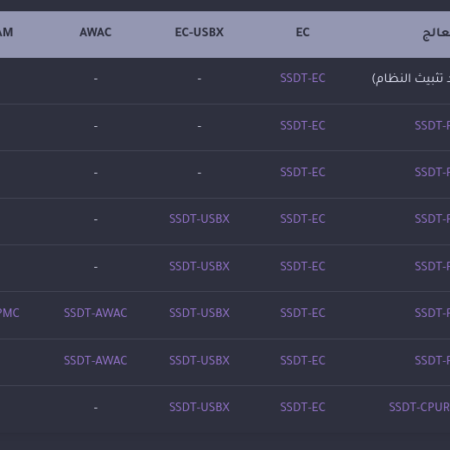 عالج EC EC-USBX AWAC AM
تثبيت النظام) SSDT-EC - -
SSDT- SSDT-EC - -
SSDT- SSDT-EC - -
SSDT- SSDT-EC SSDT-USBX -
SSDT- SSDT-EC SSDT-USBX -
SSDT- SSDT-EC SSDT-USBX SSDT-AWAC PMC
SSDT- SSDT-EC SSDT-USBX SSDT-AWAC
SSDT-CPUR SSDT-EC SSDT-USBX -